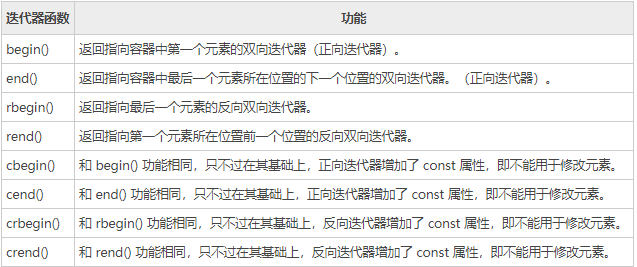 迭代器函数 功能
begin() 返回指向容器中第一个元素的双向迭代器（正向迭代器）。
end() 返回指向容器中最后一个元素所在位置的下一个位置的双向迭代器。（正向迭代器）。
rbegin() 返回指向最后一个元素的反向双向迭代器。
rend() 返回指向第一个元素所在位置前一个位置的反向双向迭代器。
cbegin() 和 begin() 功能相同，只不过在其基础上，正向迭代器增加了 const 属性，即不能用于修改元素。
cend() 和 end() 功能相同，只不过在其基础上，正向迭代器增加了 const 属性，即不能用于修改元素。
crbegin() 和 rbegin() 功能相同，只不过在其基础上，反向迭代器增加了 const 属性，即不能用于修改元素。
crend() 和 rend() 功能相同，只不过在其基础上，反向迭代器增加了 const 属性，即不能用于修改元素。